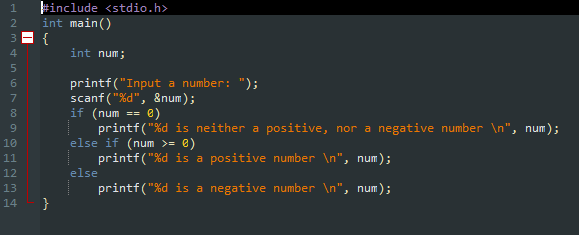 1 #include <stdio.h>
2 int main()
3 {
4 int num;
5
6 printf("Input a number: ");
7 scanf("%d", &num);
8 if (num == 0)
9 printf("%d is neither a positive, nor a negative number \n", num);
10 else if (num >= 0)
11 printf("%d is a positive number \n", num);
12 else
13 printf("%d is a negative number \n", num);
14 }